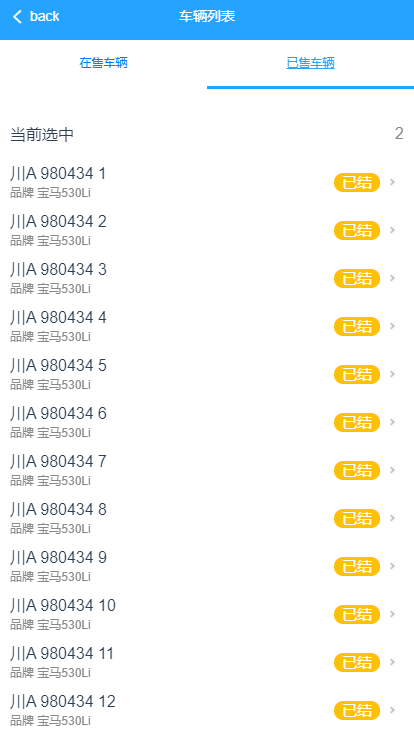 back 车辆列表
在售车辆 已售车辆
当前选中 2
川A 980434 1
品牌 宝马530Li
已结
川A 980434 2
品牌 宝马530Li
已结
川A 980434 3
品牌 宝马530Li
已结
川A 980434 4
品牌 宝马530Li
已结
川A 980434 5
品牌 宝马530Li
已结
川A 980434 6
品牌 宝马530Li
已结
川A 980434 7
品牌 宝马530Li
已结
川A 980434 8
品牌 宝马530Li
已结
川A 980434 9
品牌 宝马530Li
已结
川A 980434 10
品牌 宝马530Li
已结
川A 980434 11
品牌 宝马530Li
已结
川A 980434 12
品牌 宝马530Li
已结